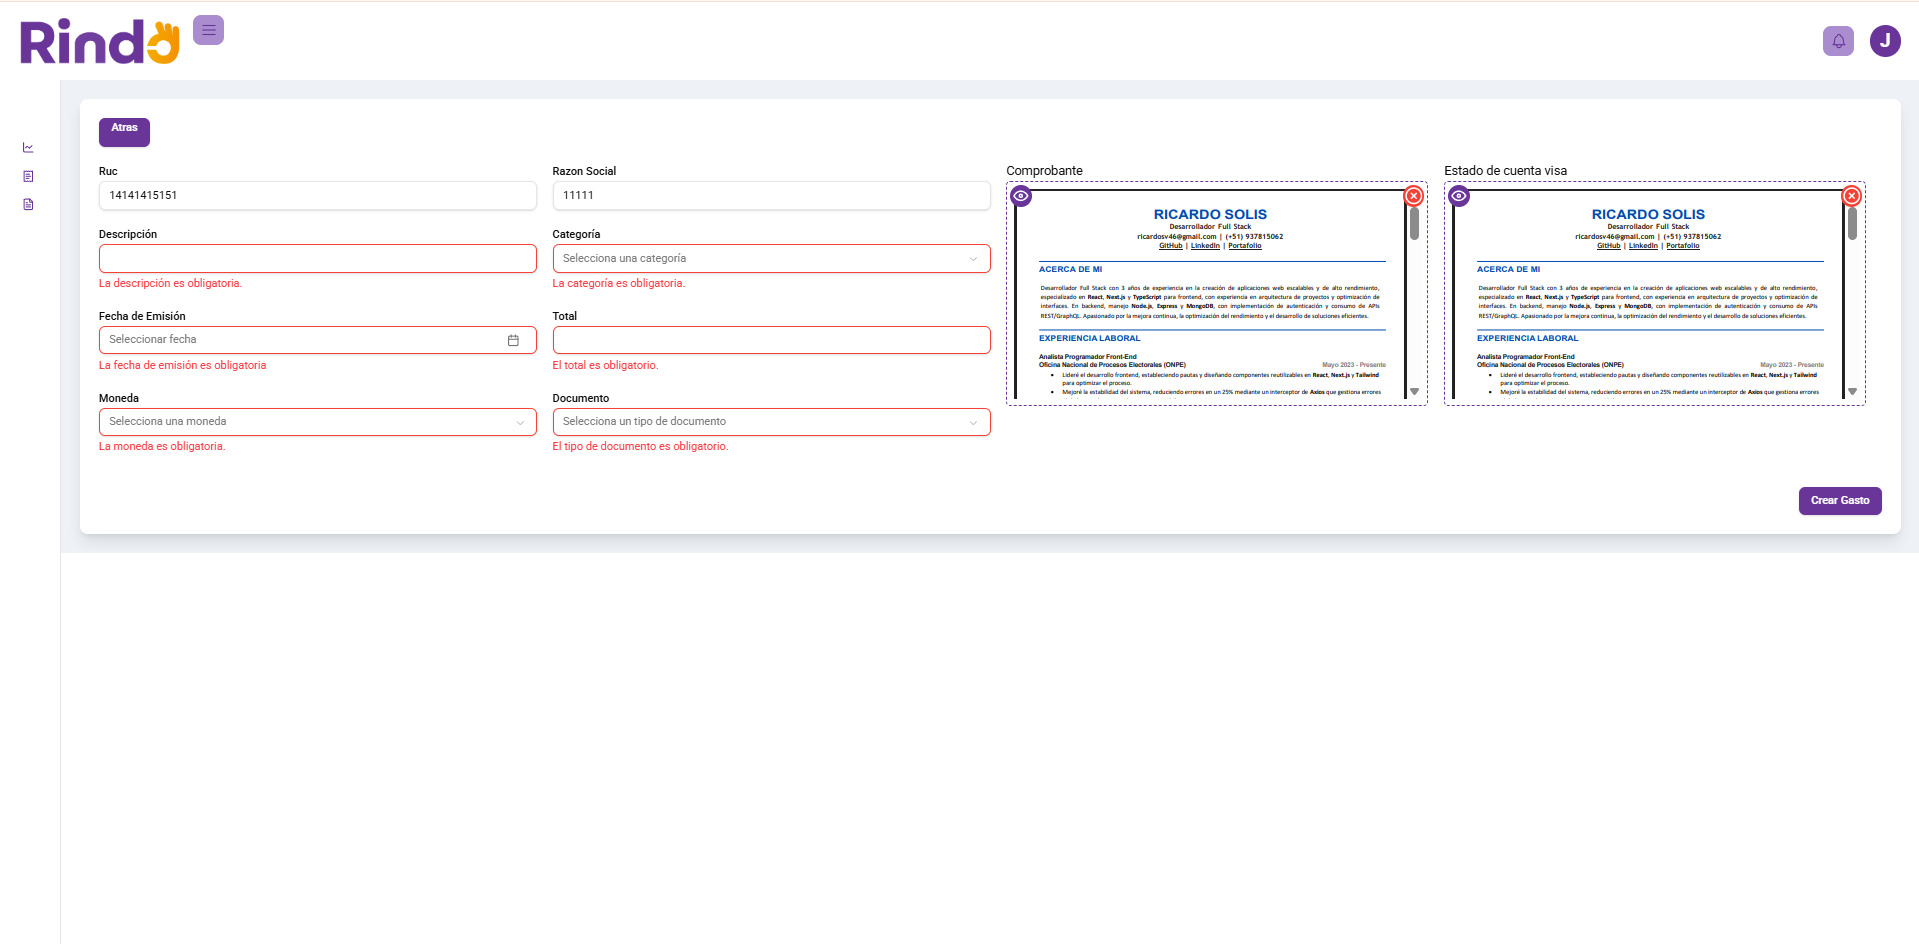 Rindo
J
Atras
Ruc
14141415151
Razon Social
11111
Descripción
La descripción es obligatoria.
Categoría
Selecciona una categoría
La categoría es obligatoria.
Fecha de Emisión
Seleccionar fecha
La fecha de emisión es obligatoria
Total
El total es obligatorio.
Moneda
Selecciona una moneda
La moneda es obligatoria.
Documento
Selecciona un tipo de documento
El tipo de documento es obligatorio.
Comprobante
RICARDO SOLIS
Desarrollador Full Stack
ricardosv46@gmail.com | (+51) 937815062
GitHub | LinkedIn | Portafolio
ACERCA DE MI
Desarrollador Full Stack con 3 años de experiencia en la creación de aplicaciones web escalables y de alto rendimiento,
especializado en React, Next.js y TypeScript para frontend, con experiencia en arquitectura de proyectos y optimización de
interfaces. En backend, manejo Node.js, Express y MongoDB, con implementación de autenticación y consumo de APIs
REST/GraphQL. Apasionado por la mejora continua, la optimización del rendimiento y el desarrollo de soluciones eficientes.
EXPERIENCIA LABORAL
Analista Programador Front-End
Oficina Nacional de Procesos Electorales (ONPE) Mayo 2023 - Presente
• Lideré el desarrollo frontend, estableciendo pautas y diseñando componentes reutilizables en React, Next.js y Tailwind
para optimizar el proceso.
• Mejoré la estabilidad del sistema, reduciendo errores en un 25% mediante un interceptor de Axios que gestiona errores
Estado de cuenta visa
RICARDO SOLIS
Desarrollador Full Stack
ricardosv46@gmail.com | (+51) 937815062
GitHub | LinkedIn | Portafolio
ACERCA DE MI
Desarrollador Full Stack con 3 años de experiencia en la creación de aplicaciones web escalables y de alto rendimiento,
especializado en React, Next.js y TypeScript para frontend, con experiencia en arquitectura de proyectos y optimización de
interfaces. En backend, manejo Node.js, Express y MongoDB, con implementación de autenticación y consumo de APIs
REST/GraphQL. Apasionado por la mejora continua, la optimización del rendimiento y el desarrollo de soluciones eficientes.
EXPERIENCIA LABORAL
Analista Programador Front-End
Oficina Nacional de Procesos Electorales (ONPE) Mayo 2023 - Presente
• Lideré el desarrollo frontend, estableciendo pautas y diseñando componentes reutilizables en React, Next.js y Tailwind
para optimizar el proceso.
• Mejoré la estabilidad del sistema, reduciendo errores en un 25% mediante un interceptor de Axios que gestiona errores
Crear Gasto